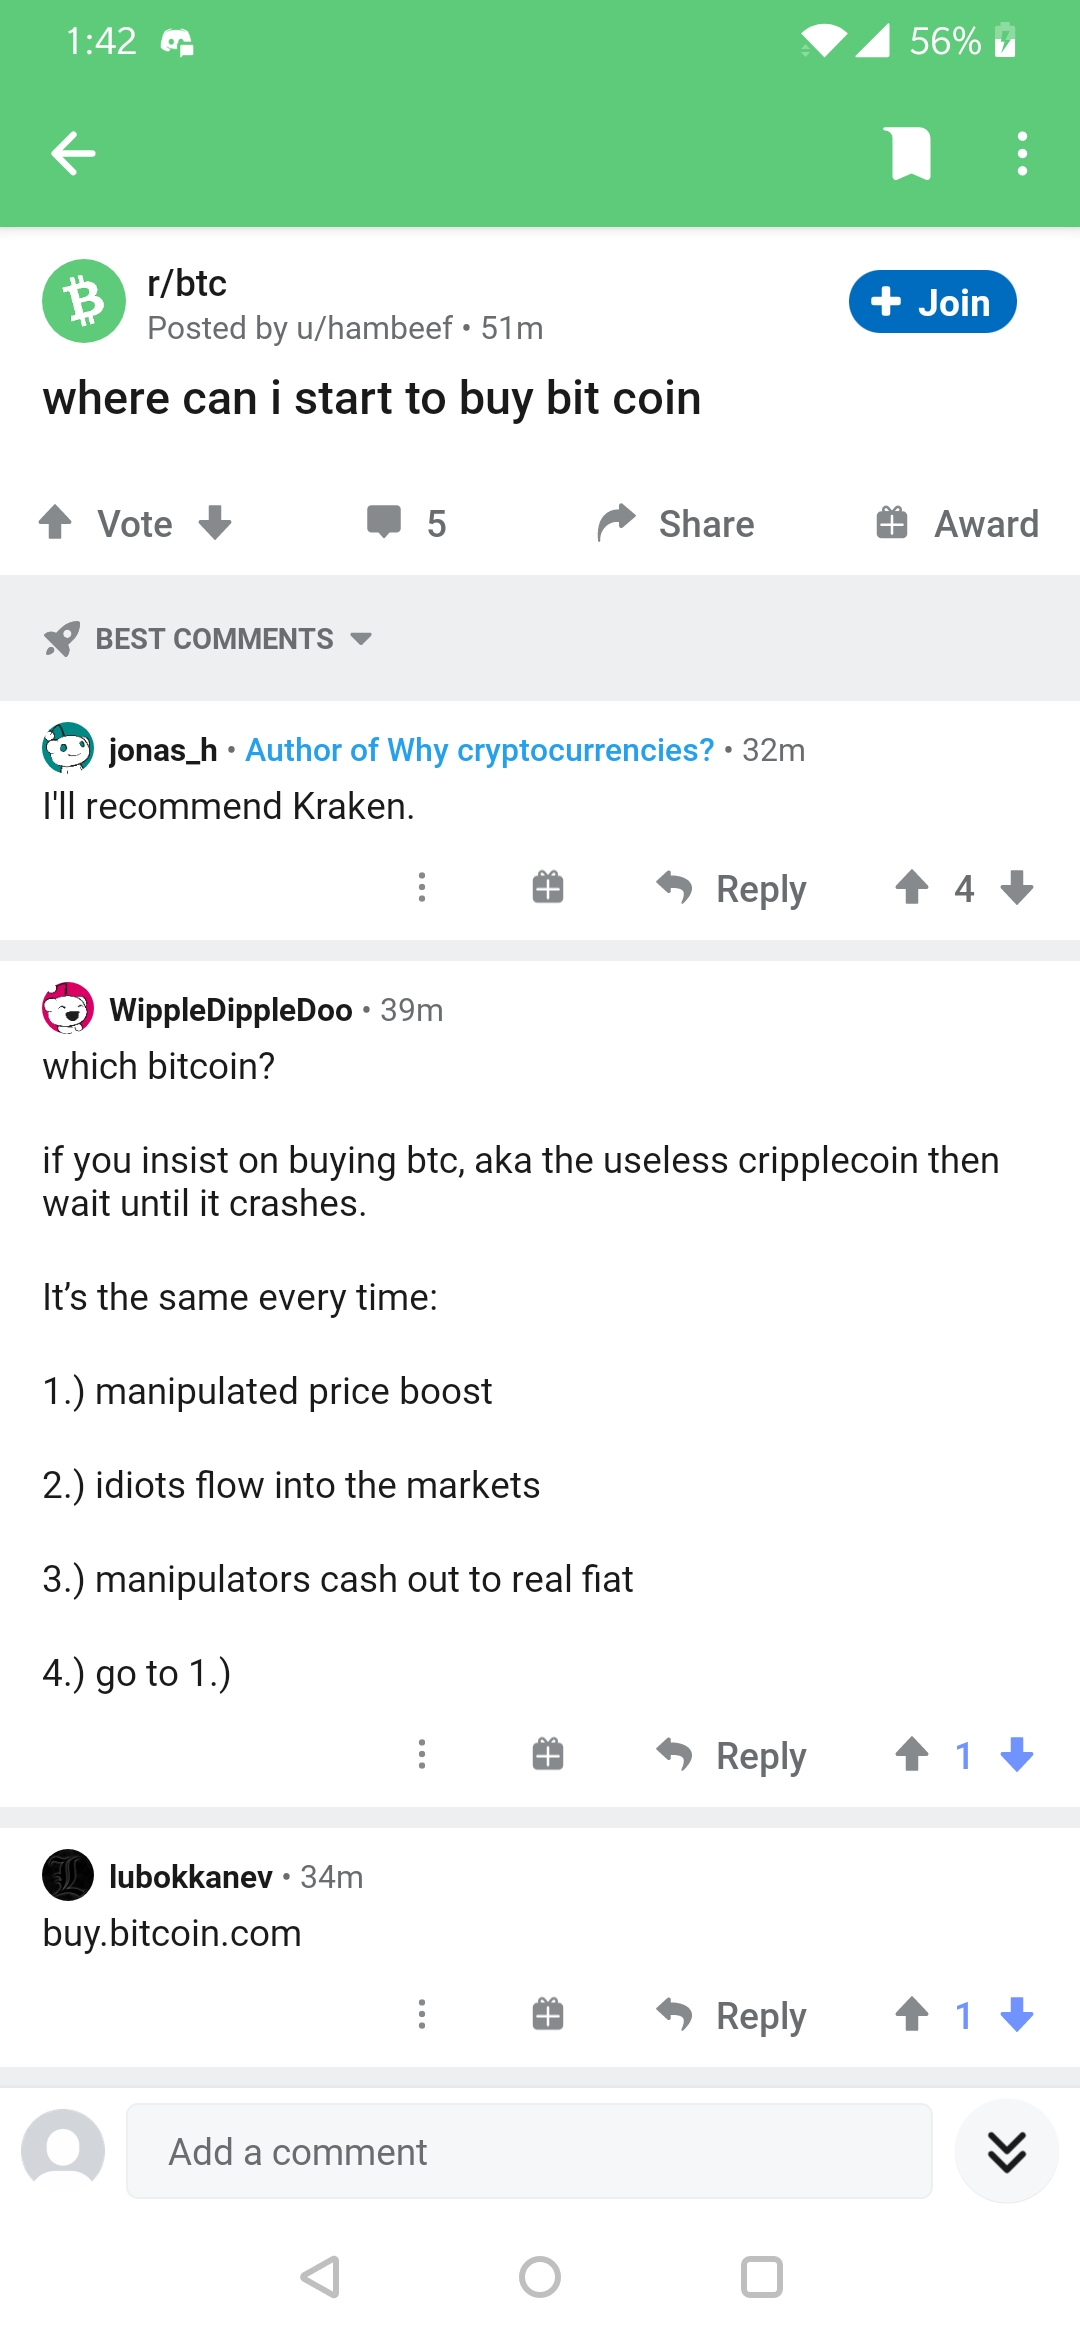 1:42
56%
r/btc
Posted by u/hambeef • 51m
Join
where can i start to buy bit coin
Vote
5
Share
Award
BEST COMMENTS
jonas_h • Author of Why cryptocurrencies? • 32m
I'll recommend Kraken.
Reply
4
WippleDippleDoo • 39m
which bitcoin?
if you insist on buying btc, aka the useless cripplecoin then
wait until it crashes.
It’s the same every time:
1.) manipulated price boost
2.) idiots flow into the markets
3.) manipulators cash out to real fiat
4.) go to 1.)
Reply
1
lubokkanev • 34m
buy.bitcoin.com
Reply
1
Add a comment